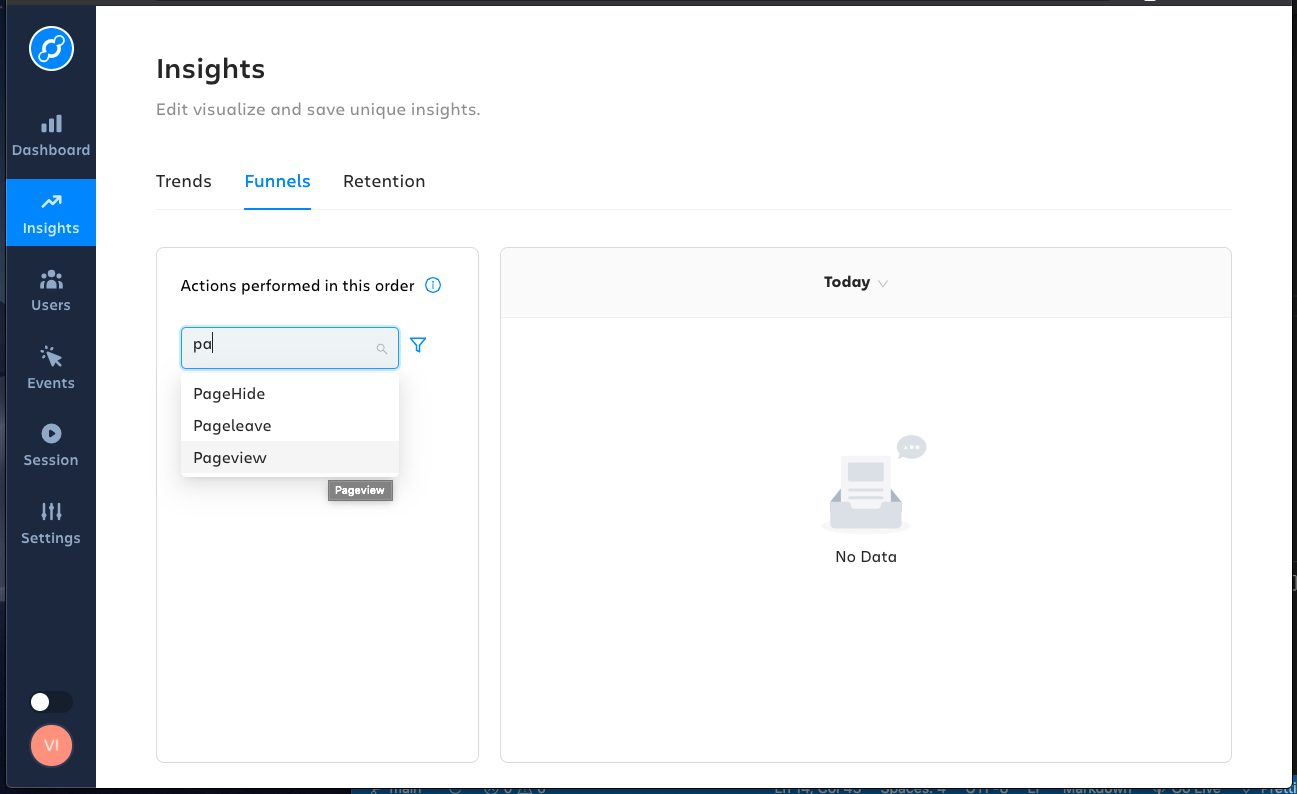 Insights
Edit visualize and save unique insights.
Dashboard
Insights
Users
Events
Session
Settings
VI
Trends Funnels Retention
Actions performed in this order
pa
PageHide
Pageleave
Pageview
Pageview
Today
No Data
main